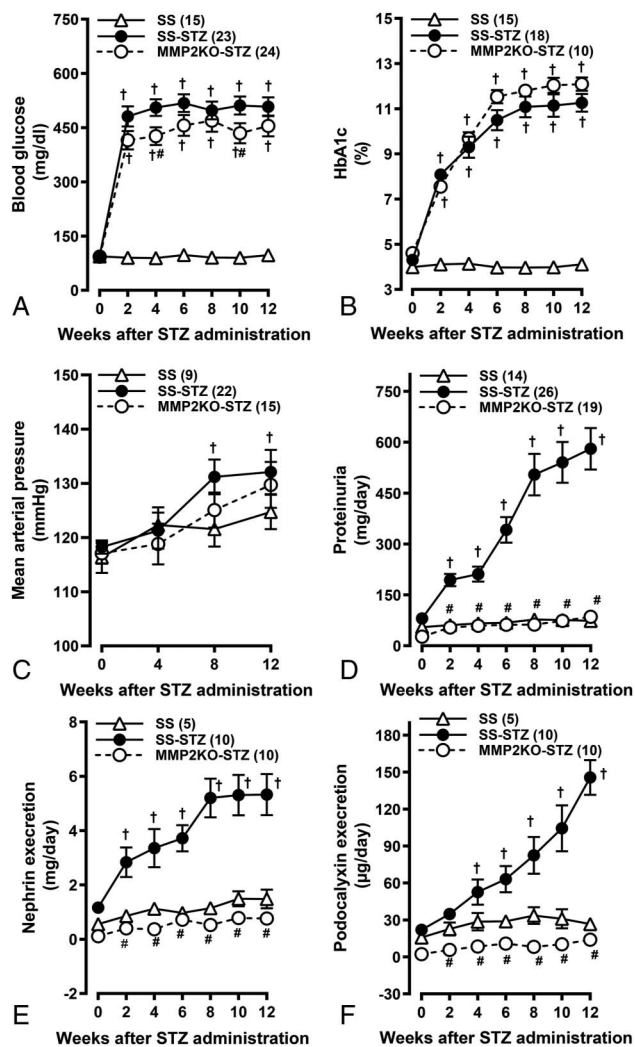 SS (15)
SS-STZ (23)
MMP2KO-STZ (24)
750
600
450
300
150
0
Blood glucose
(mg/dl)
† † † † † †
† †# † † †# †
0 2 4 6 8 10 12
A
Weeks after STZ administration
SS (15)
SS-STZ (18)
MMP2KO-STZ (10)
15
13
11
9
7
5
4
3
HbA1c
(%)
† † † † † †
† † † † † †
0 2 4 6 8 10 12
B
Weeks after STZ administration
SS (9)
SS-STZ (22)
MMP2KO-STZ (15)
150
140
130
120
110
100
Mean arterial pressure
(mmHg)
† †
0 4 8 12
C
Weeks after STZ administration
SS (14)
SS-STZ (26)
MMP2KO-STZ (19)
750
600
450
300
150
0
Proteinuria
(mg/day)
† † † † † †
# # # # # #
0 2 4 6 8 10 12
D
Weeks after STZ administration
SS (5)
SS-STZ (10)
MMP2KO-STZ (10)
8
6
4
2
0
-2
Nephrin execretion
(mg/day)
† † † † † †
# # # # # #
0 2 4 6 8 10 12
E
Weeks after STZ administration
SS (5)
SS-STZ (10)
MMP2KO-STZ (10)
180
150
120
90
60
30
0
-30
Podocalyxin execretion
(µg/day)
† † † † †
# # # # # #
0 2 4 6 8 10 12
F
Weeks after STZ administration